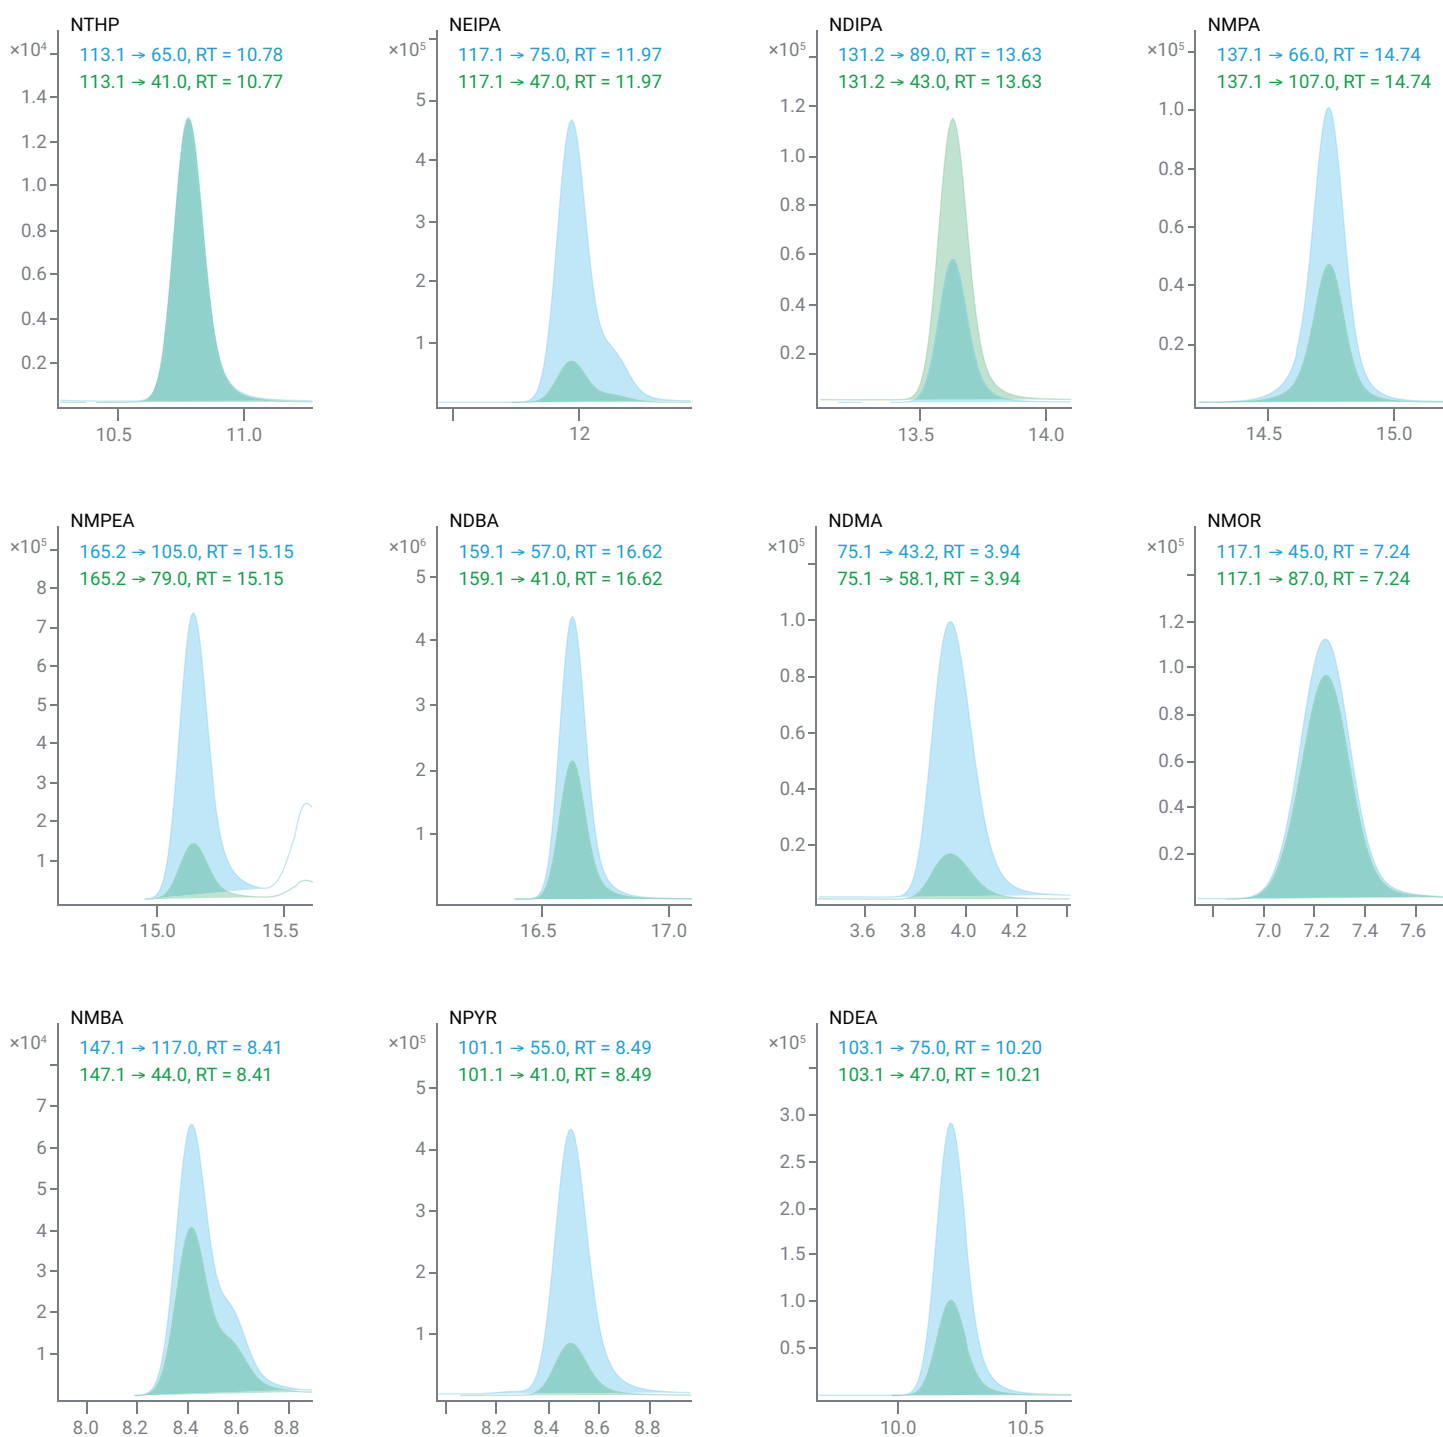 NTHP
×10⁴
113.1 → 65.0, RT = 10.78
113.1 → 41.0, RT = 10.77
1.4
1.2
1.0
0.8
0.6
0.4
0.2
10.5 11.0
NEIPA
×10⁵
117.1 → 75.0, RT = 11.97
117.1 → 47.0, RT = 11.97
5
4
3
2
1
12
NDIPA
×10⁵
131.2 → 89.0, RT = 13.63
131.2 → 43.0, RT = 13.63
1.2
1.0
0.8
0.6
0.4
0.2
13.5 14.0
NMPA
×10⁵
137.1 → 66.0, RT = 14.74
137.1 → 107.0, RT = 14.74
1.0
0.8
0.6
0.4
0.2
14.5 15.0
NMPEA
×10⁵
165.2 → 105.0, RT = 15.15
165.2 → 79.0, RT = 15.15
8
7
6
5
4
3
2
1
15.0 15.5
NDBA
×10⁶
159.1 → 57.0, RT = 16.62
159.1 → 41.0, RT = 16.62
5
4
3
2
1
16.5 17.0
NDMA
×10⁵
75.1 → 43.2, RT = 3.94
75.1 → 58.1, RT = 3.94
1.0
0.8
0.6
0.4
0.2
3.6 3.8 4.0 4.2
NMOR
×10⁵
117.1 → 45.0, RT = 7.24
117.1 → 87.0, RT = 7.24
1.2
1.0
0.8
0.6
0.4
0.2
7.0 7.2 7.4 7.6
NMBA
×10⁴
147.1 → 117.0, RT = 8.41
147.1 → 44.0, RT = 8.41
7
6
5
4
3
2
1
8.0 8.2 8.4 8.6 8.8
NPYR
×10⁵
101.1 → 55.0, RT = 8.49
101.1 → 41.0, RT = 8.49
5
4
3
2
1
8.2 8.4 8.6 8.8
NDEA
×10⁵
103.1 → 75.0, RT = 10.20
103.1 → 47.0, RT = 10.21
3.0
2.5
2.0
1.5
1.0
0.5
10.0 10.5